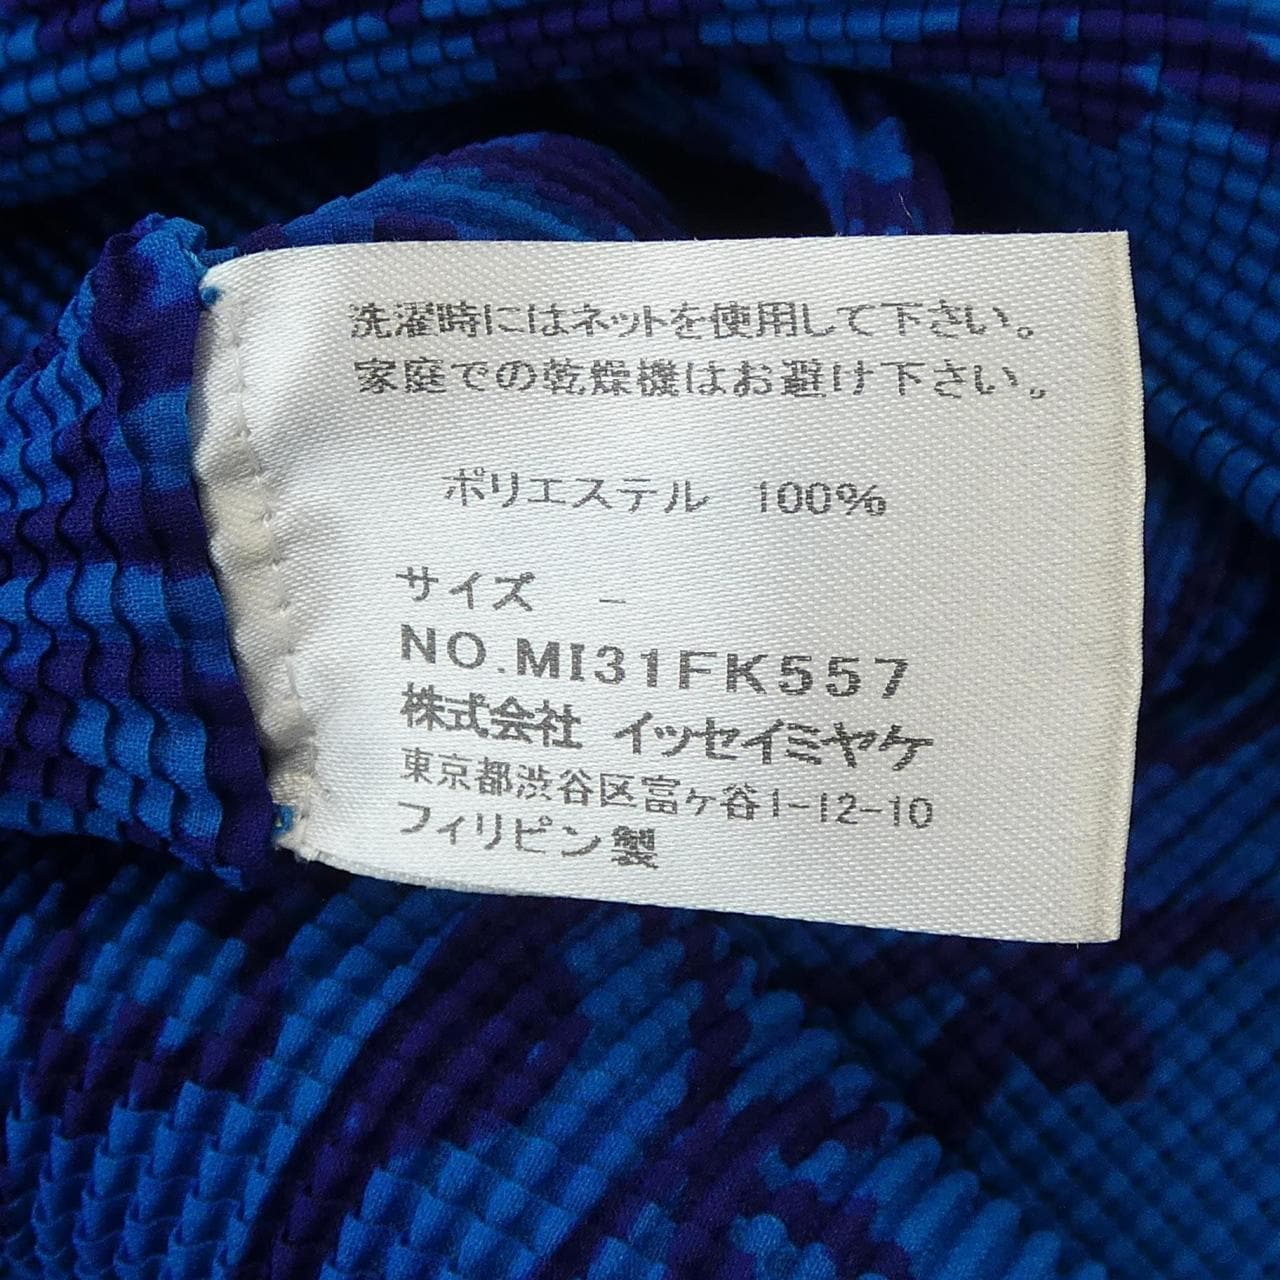 洗濯時にはネットを使用して下さい。
家庭での乾燥機はお避け下さい。
ポリエステル 100%
サイズ -
NO.MI31FK557
株式会社 イッセイミヤケ
東京都渋谷区富ヶ谷1-12-10
フィリピン製